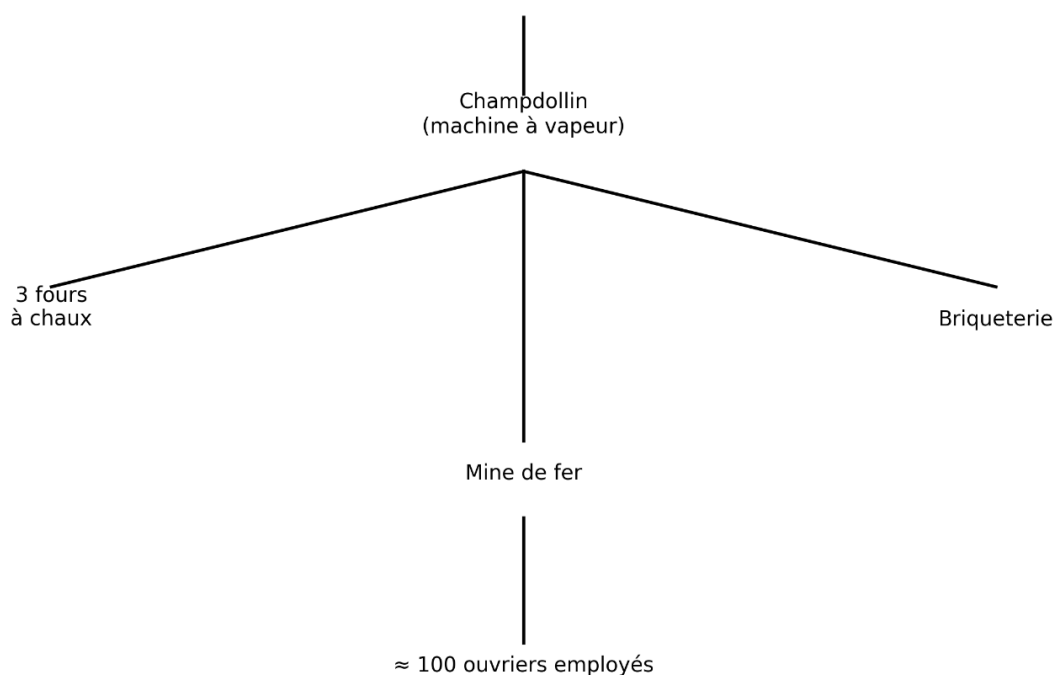 Champdollin
(machine à vapeur)
3 fours
à chaux
Briqueterie
Mine de fer
≈ 100 ouvriers employés